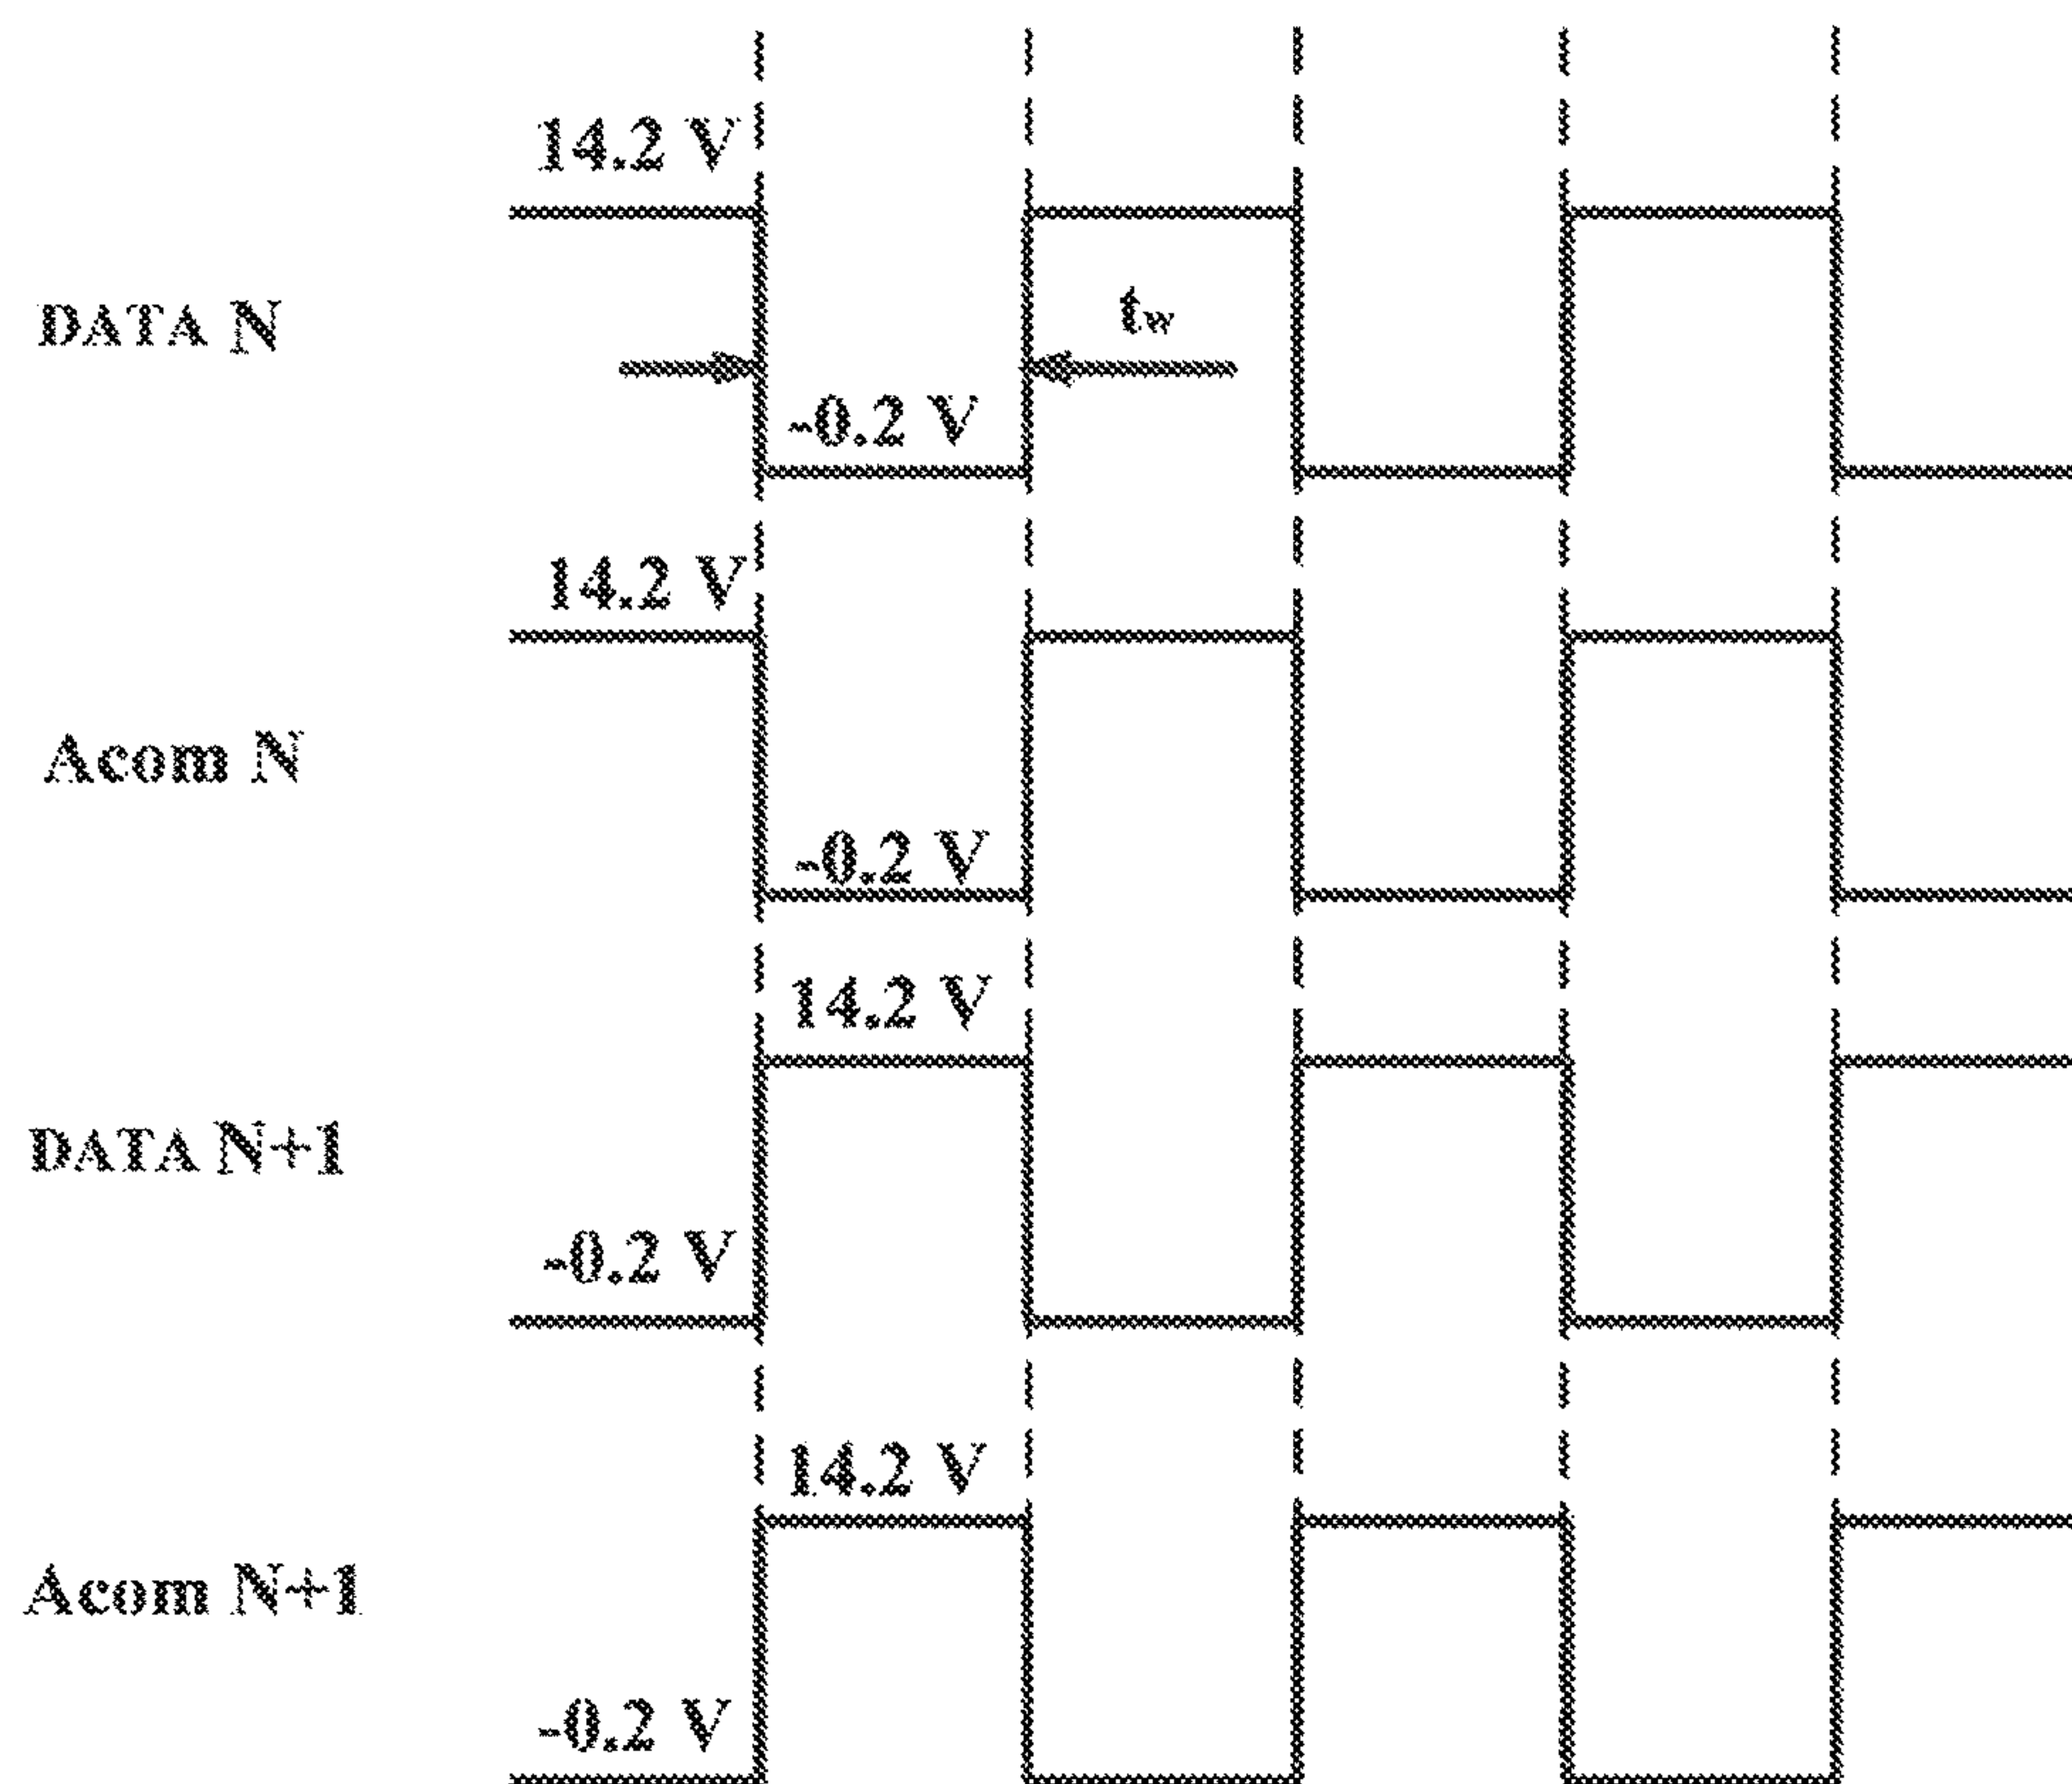 14.2 V
DATA N
tw
-0.2 V
14.2 V
Acom N
-0.2 V
14.2 V
DATA N+1
-0.2 V
14.2 V
Acom N+1
-0.2 V